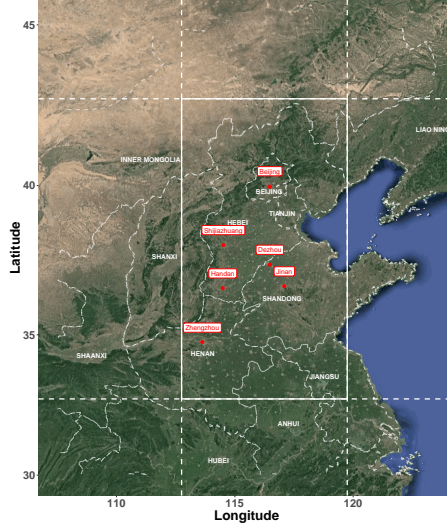 45
LIAO NING
INNER MONGOLIA
40
Beijing
BEIJING
TIANJIN
HEBEI
Shijiazhuang
SHANXI
Dezhou
Jinan
Handan
SHANDONG
Zhengzhou
35
HENAN
SHAANXI
JIANGSU
ANHUI
HUBEI
30
110
115
120
Latitude
Longitude